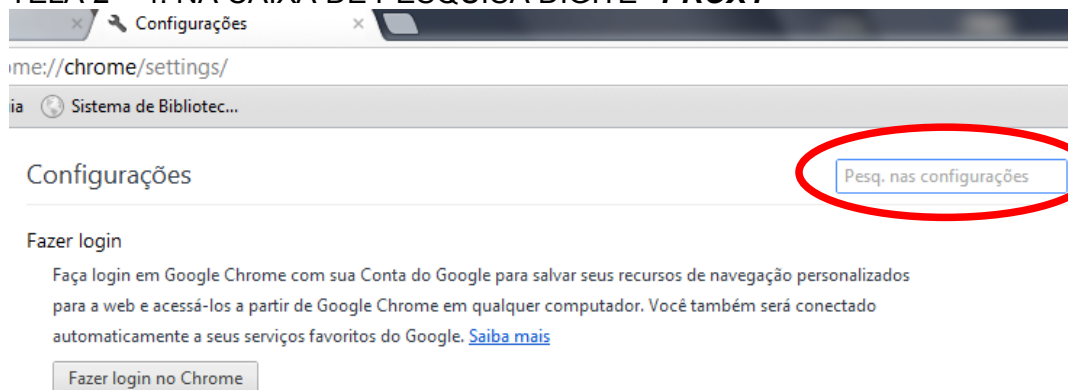 Configurações
ome://chrome/settings/
ia Sistema de Bibliotec...
Configurações
Pesq. nas configurações
Fazer login
Faça login em Google Chrome com sua Conta do Google para salvar seus recursos de navegação personalizados
para a web e acessá-los a partir de Google Chrome em qualquer computador. Você também será conectado
automaticamente a seus serviços favoritos do Google. Saiba mais
Fazer login no Chrome